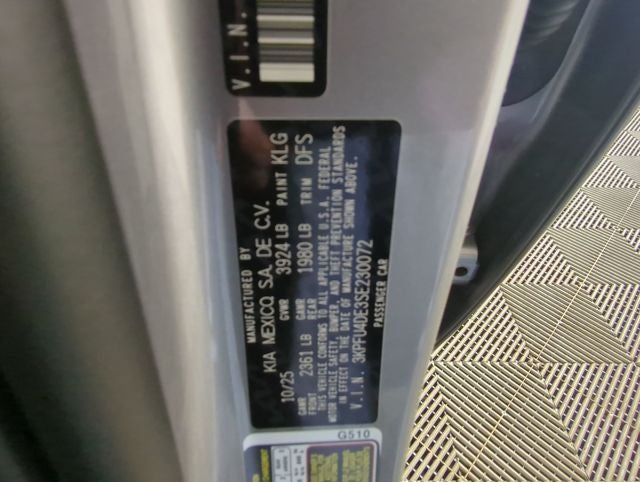 V.I.N.
MANUFACTURED BY
KIA MEXICO S.A. DE C.V.
10/25 GVWR 3924 LB PAINT KLG
GAWR FRONT 2361 LB GAWR REAR 1980 LB TRIM DFS
THIS VEHICLE CONFORMS TO ALL APPLICABLE U.S.A. FEDERAL
MOTOR VEHICLE SAFETY, BUMPER, AND THEFT PREVENTION STANDARDS
IN EFFECT ON THE DATE OF MANUFACTURE SHOWN ABOVE.
V.I.N. 3KPFU4DE3SE230072
PASSENGER CAR
G510